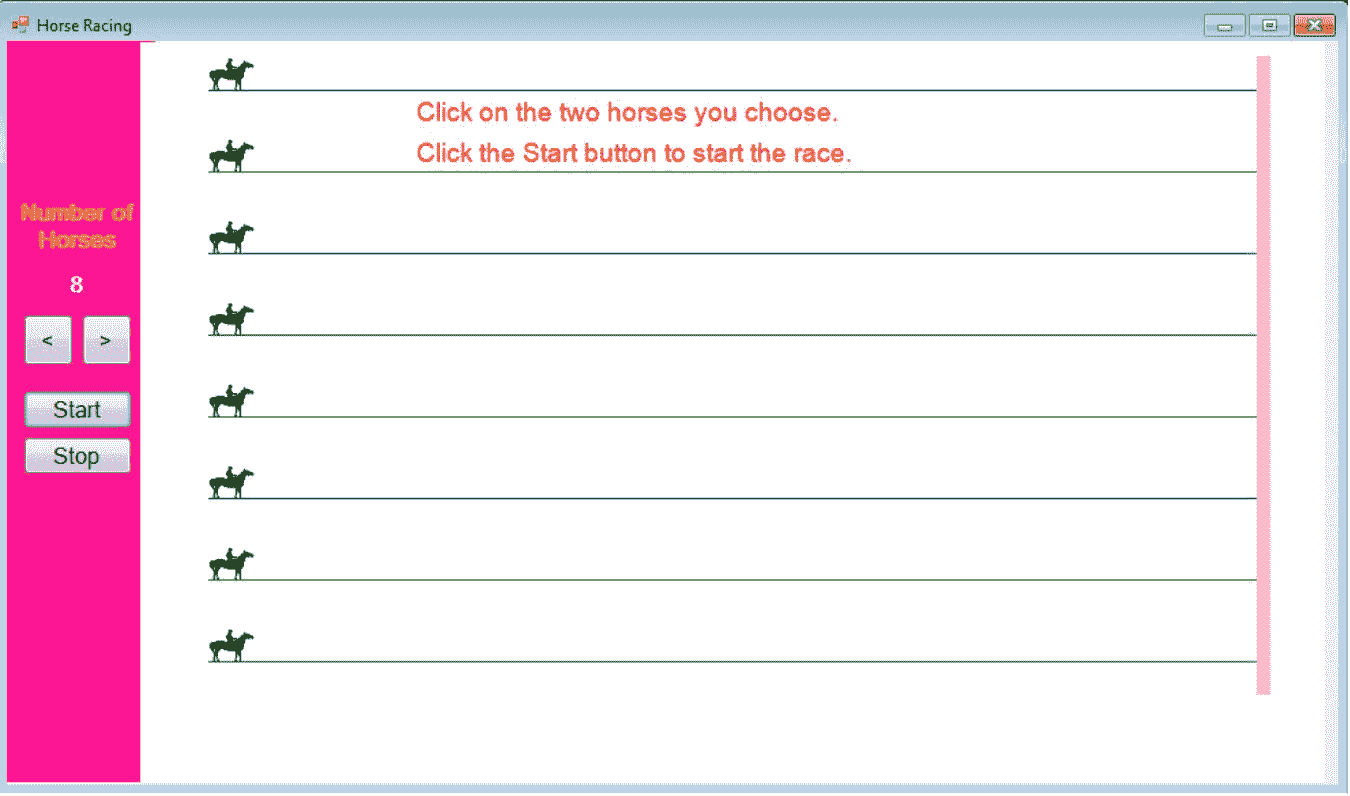 Horse Racing
Click on the two horses you choose.
Click the Start button to start the race.
Number of
Horses
8
< >
Start
Stop